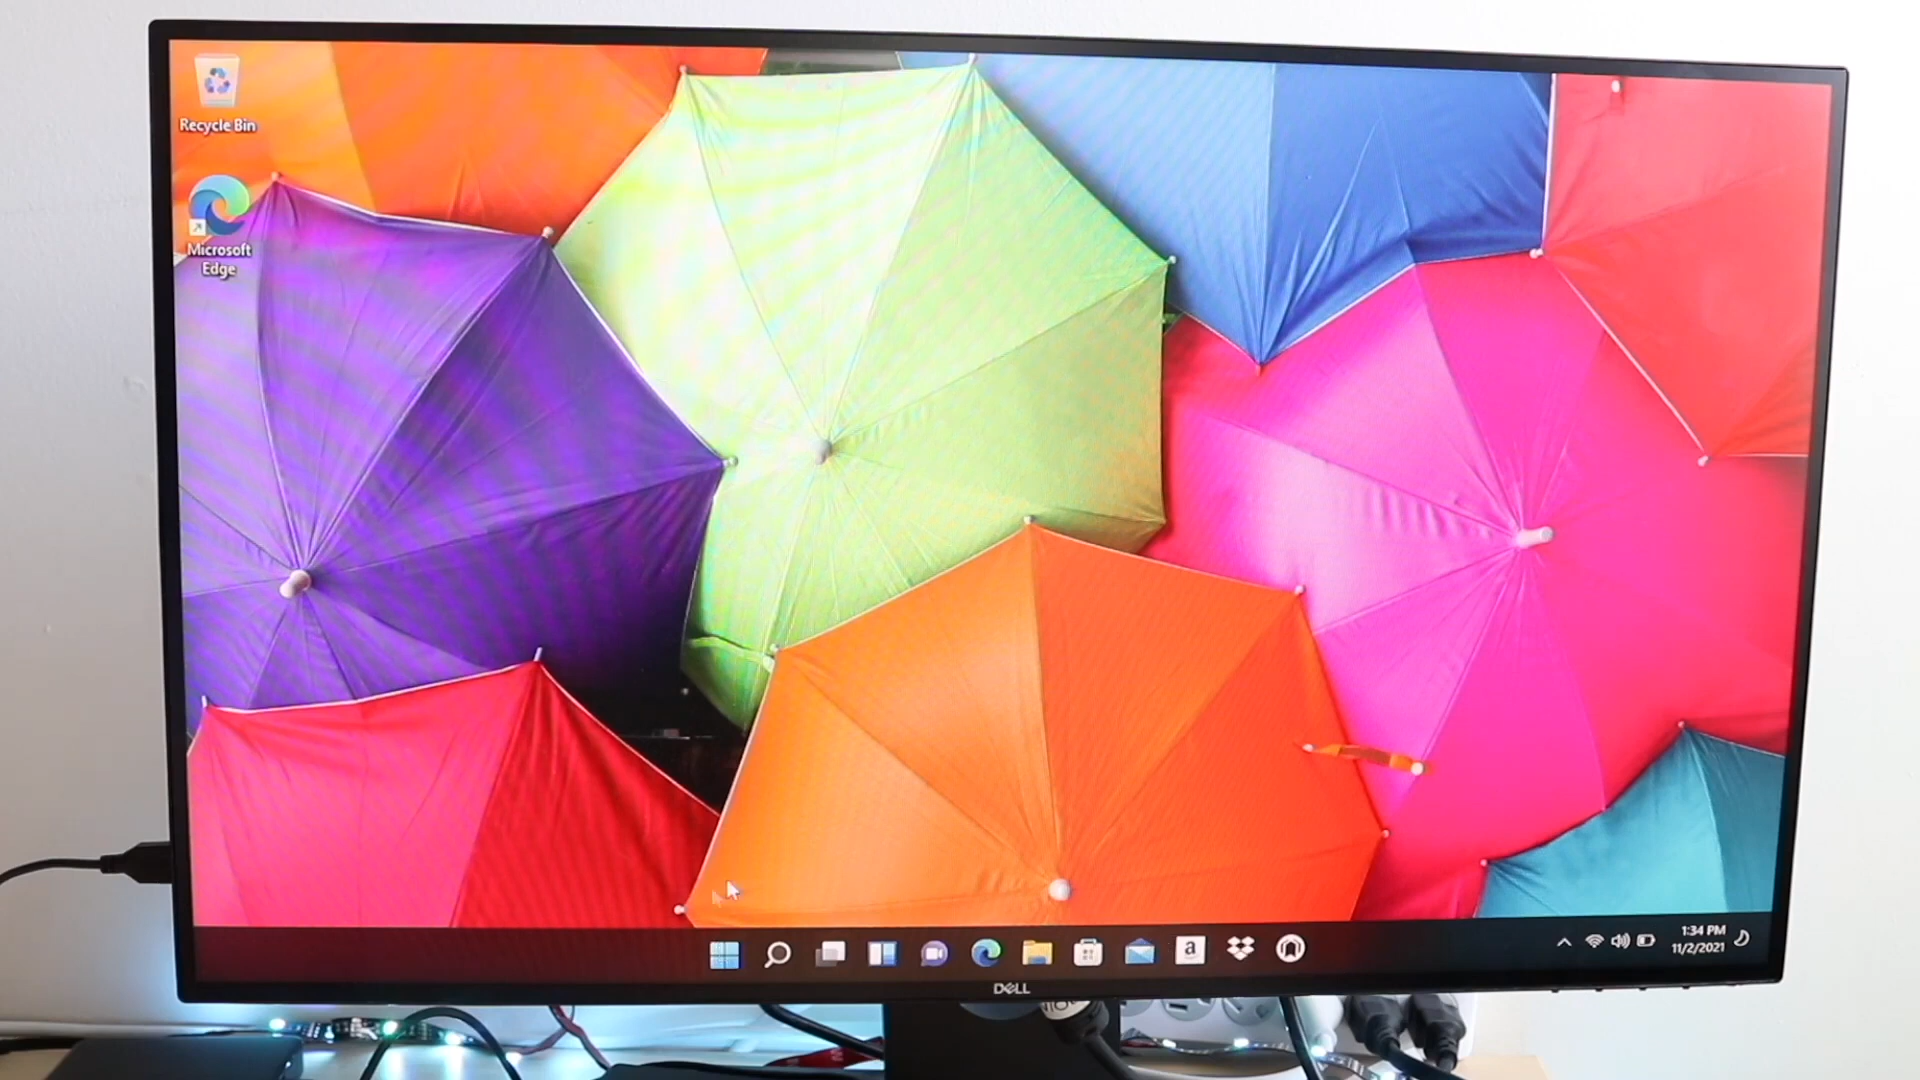 Recycle Bin
Microsoft
Edge
a
1:34 PM
11/2/2021
DELL